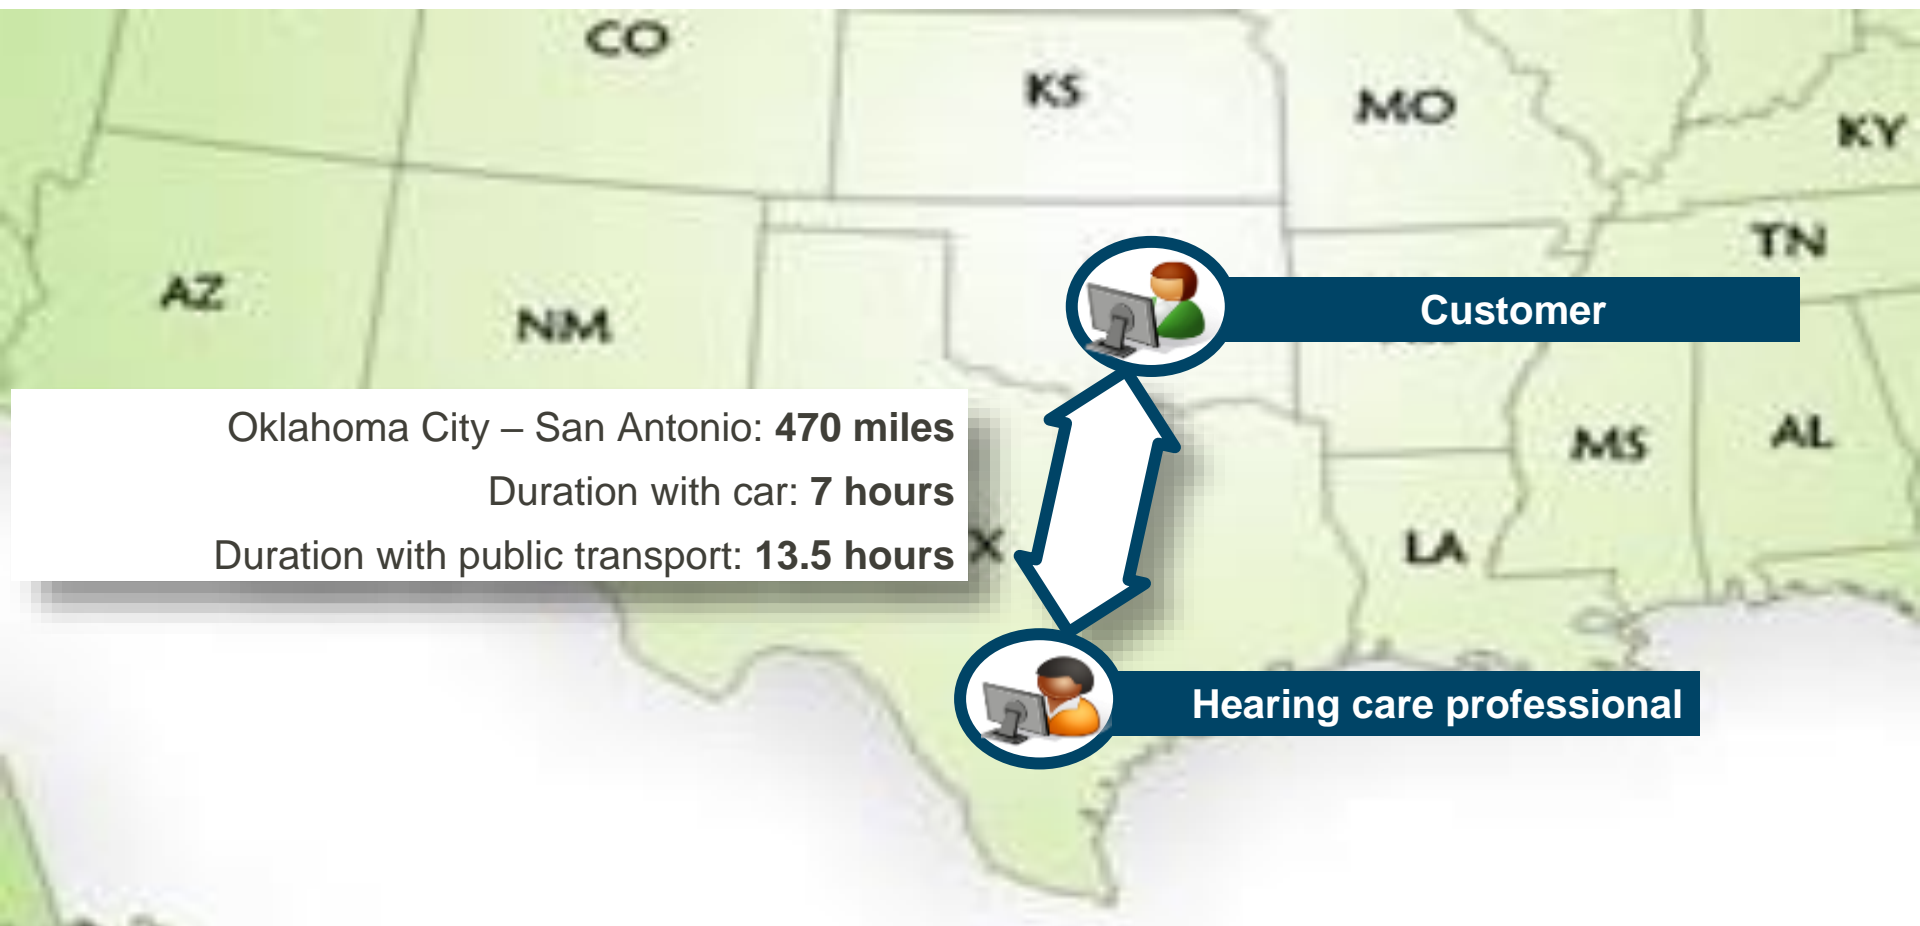 CO
KS
MO
KY
TN
AZ
NM
Customer
Oklahoma City – San Antonio: 470 miles
MS
AL
Duration with car: 7 hours
Duration with public transport: 13.5 hours
X
LA
Hearing care professional